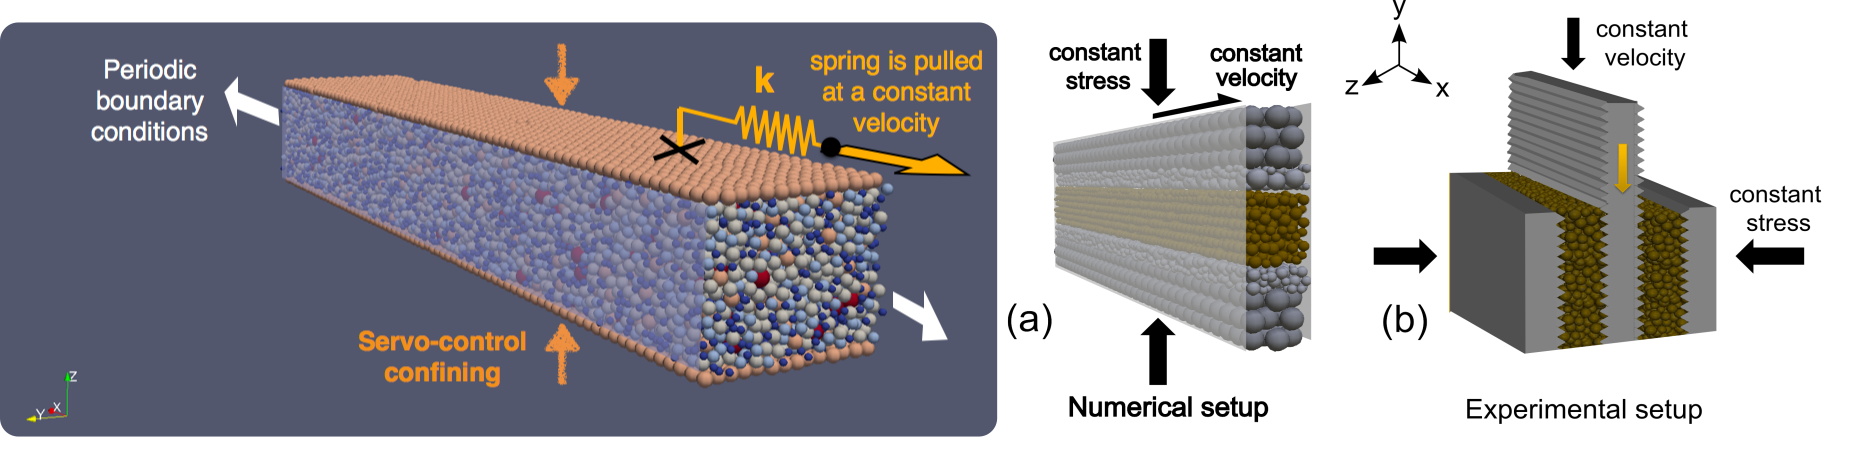 Periodic
boundary
conditions
k
spring is pulled
at a constant
velocity
Servo-control
confining
Z
Y
X
constant
stress
constant
velocity
(a)
Numerical setup
y
z
x
constant
velocity
constant
stress
(b)
Experimental setup